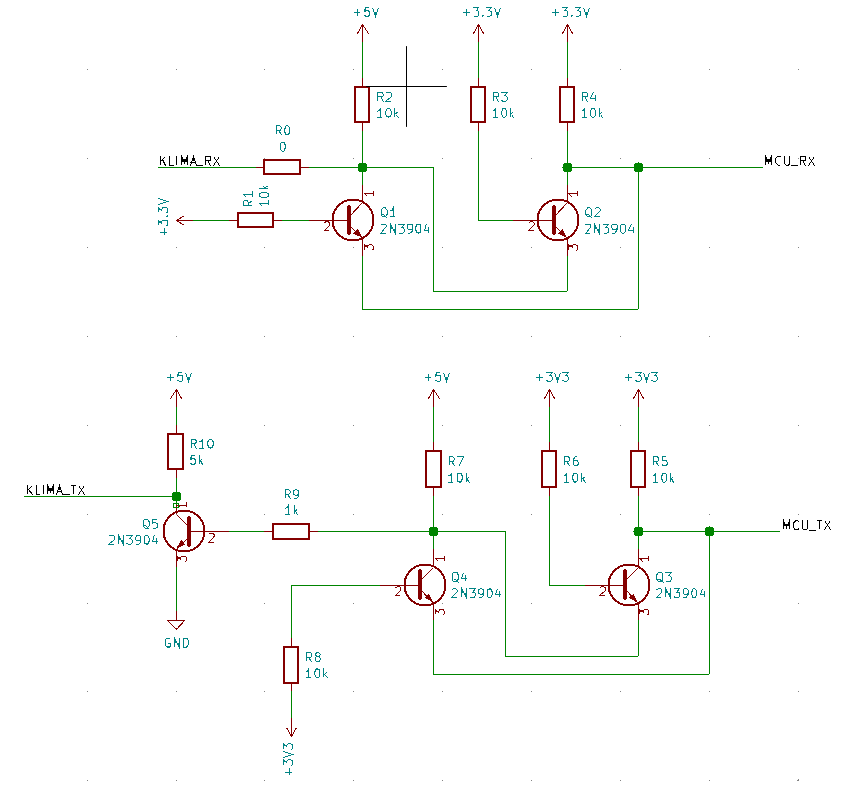 +5V
+3.3V
+3.3V
R2
10k
R3
10k
R4
10k
R0
0
KLIMA_RX
MCU_RX
R1
10k
+3.3V
1
2
3
Q1
2N3904
1
2
3
Q2
2N3904
+5V
+5V
+3V3
+3V3
R10
5k
R7
10k
R6
10k
R5
10k
KLIMA_TX
R9
1k
MCU_TX
1
2
3
Q5
2N3904
1
2
3
Q4
2N3904
1
2
3
Q3
2N3904
GND
R8
10k
+3V3